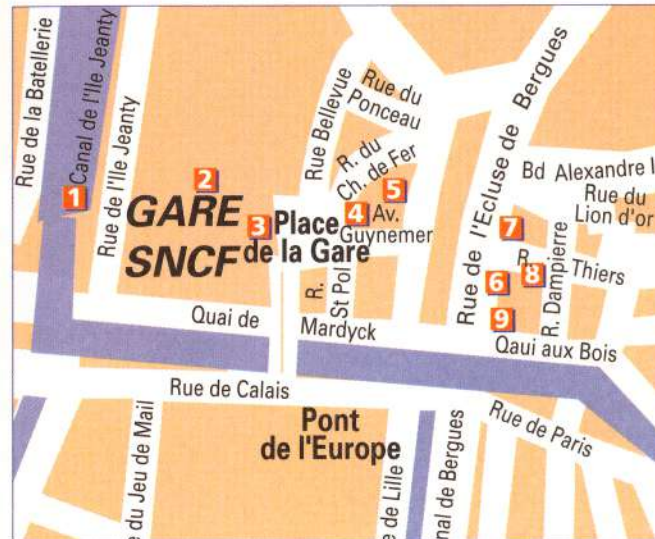 Rue de la Batellerie
Canal de l'Ile Jeanty
Rue de l'Ile Jeanty
1
2
GARE
SNCF
3
Place
de la Gare
Rue Bellevue
Rue du
Ponceau
R. du
Ch. de Fer
4
5
Av.
Guynemer
R.
St Pol
Rue de l'Ecluse de Bergues
Bd Alexandre I
Rue du
Lion d'or
7
R. Thiers
8
6
9
R. Dampierre
Quai de Mardyck
Qaui aux Bois
Rue de Calais
Pont
de l'Europe
Rue de Paris
e du Jeu de Mail
e de Lille
nal de Bergues